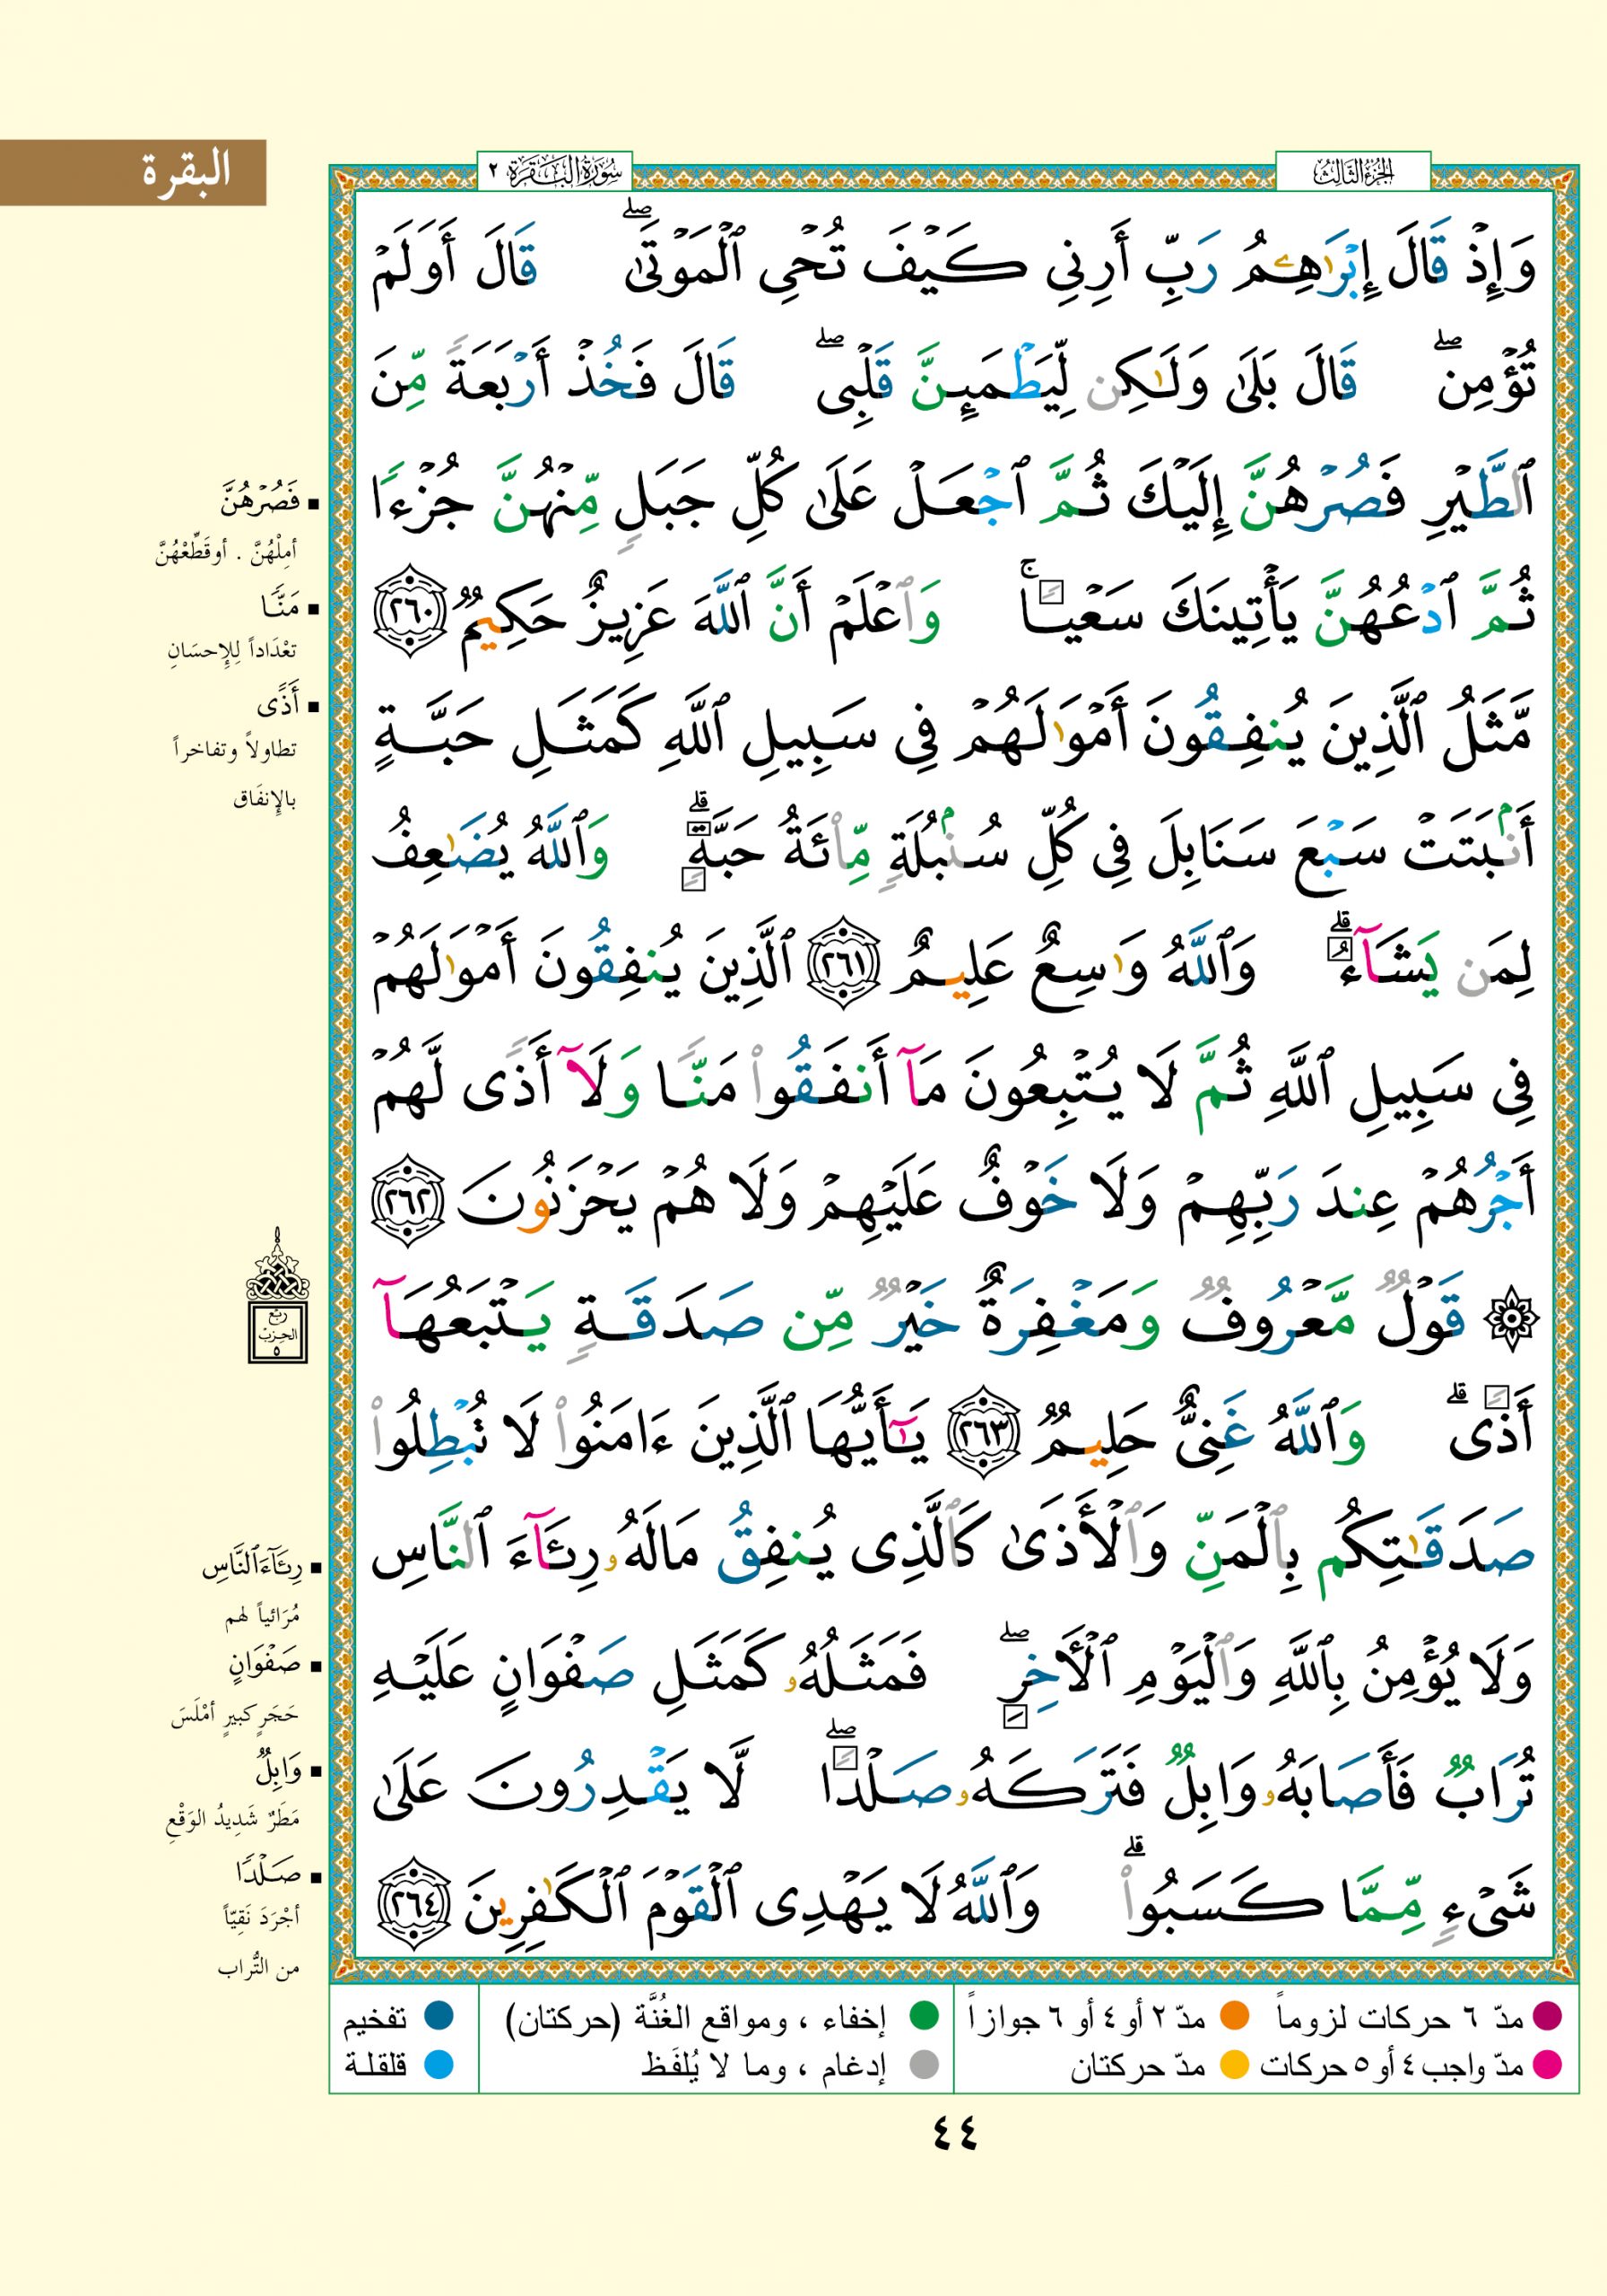 البقرة
الجزء الثالث
سورة البقرة ٢
وَإِذۡ قَالَ إِبۡرَٰهِـۧمُ رَبِّ أَرِنِي كَيۡفَ تُحۡيِ ٱلۡمَوۡتَىٰۖ قَالَ أَوَلَمۡ
تُؤۡمِنۖ قَالَ بَلَىٰ وَلَٰكِن لِّيَطۡمَئِنَّ قَلۡبِيۖ قَالَ فَخُذۡ أَرۡبَعَةٗ مِّنَ
ٱلطَّيۡرِ فَصُرۡهُنَّ إِلَيۡكَ ثُمَّ ٱجۡعَلۡ عَلَىٰ كُلِّ جَبَلٖ مِّنۡهُنَّ جُزۡءٗا
ثُمَّ ٱدۡعُهُنَّ يَأۡتِينَكَ سَعۡيٗاۚ وَٱعۡلَمۡ أَنَّ ٱللَّهَ عَزِيزٌ حَكِيمٞ ٢٦٠
مَّثَلُ ٱلَّذِينَ يُنفِقُونَ أَمۡوَٰلَهُمۡ فِي سَبِيلِ ٱللَّهِ كَمَثَلِ حَبَّةٍ
أَنۢبَتَتۡ سَبۡعَ سَنَابِلَ فِي كُلِّ سُنۢبُلَةٖ مِّاْئَةُ حَبَّةٖۗ وَٱللَّهُ يُضَٰعِفُ
لِمَن يَشَآءُۗ وَٱللَّهُ وَٰسِعٌ عَلِيمٌ ٢٦١ ٱلَّذِينَ يُنفِقُونَ أَمۡوَٰلَهُمۡ
فِي سَبِيلِ ٱللَّهِ ثُمَّ لَا يُتۡبِعُونَ مَآ أَنفَقُواْ مَنّٗا وَلَآ أَذٗى لَّهُمۡ
أَجۡرُهُمۡ عِندَ رَبِّهِمۡ وَلَا خَوۡفٌ عَلَيۡهِمۡ وَلَا هُمۡ يَحۡزَنُونَ ٢٦٢
۞ قَوۡلٞ مَّعۡرُوفٞ وَمَغۡفِرَةٌ خَيۡرٞ مِّن صَدَقَةٖ يَتۡبَعُهَآ
أَذٗىۗ وَٱللَّهُ غَنِيٌّ حَلِيمٞ ٢٦٣ يَٰٓأَيُّهَا ٱلَّذِينَ ءَامَنُواْ لَا تُبۡطِلُواْ
صَدَقَٰتِكُم بِٱلۡمَنِّ وَٱلۡأَذَىٰ كَٱلَّذِي يُنفِقُ مَالَهُۥ رِئَآءَ ٱلنَّاسِ
وَلَا يُؤۡمِنُ بِٱللَّهِ وَٱلۡيَوۡمِ ٱلۡأَخِرِۖ فَمَثَلُهُۥ كَمَثَلِ صَفۡوَانٍ عَلَيۡهِ
تُرَابٞ فَأَصَابَهُۥ وَابِلٞ فَتَرَكَهُۥ صَلۡدٗاۖ لَّا يَقۡدِرُونَ عَلَىٰ
شَيۡءٖ مِّمَّا كَسَبُواْۗ وَٱللَّهُ لَا يَهۡدِي ٱلۡقَوۡمَ ٱلۡكَٰفِرِينَ ٢٦٤
فَصُرۡهُنَّ
أمِلْهُنَّ . أو قَطِّعْهُنَّ
مَنّٗا
تعْدَاداً لِلإحسَانِ
أَذٗى
تطاولاً وتفاخراً
بالإنفَاق
ربع
الحزب
٥
رِئَآءَ ٱلنَّاسِ
مُرَائياً لهم
صَفۡوَانٍ
حَجَرٍ كبيرٍ أمْلَسَ
وَابِلٞ
مَطَرٌ شَدِيدُ الوَقْعِ
صَلۡدٗا
أجْرَدَ نَقِيّاً
من التُّراب
مدّ ٦ حركات لزوماً مدّ ٢ أو ٤ أو ٦ جوازاً إخفاء ، ومواقع الغُنَّة (حركتان) تفخيم
مدّ واجب ٤ أو ٥ حركات مدّ حركتان إدغام ، وما لا يُلفَظ قلقلة
٤٤